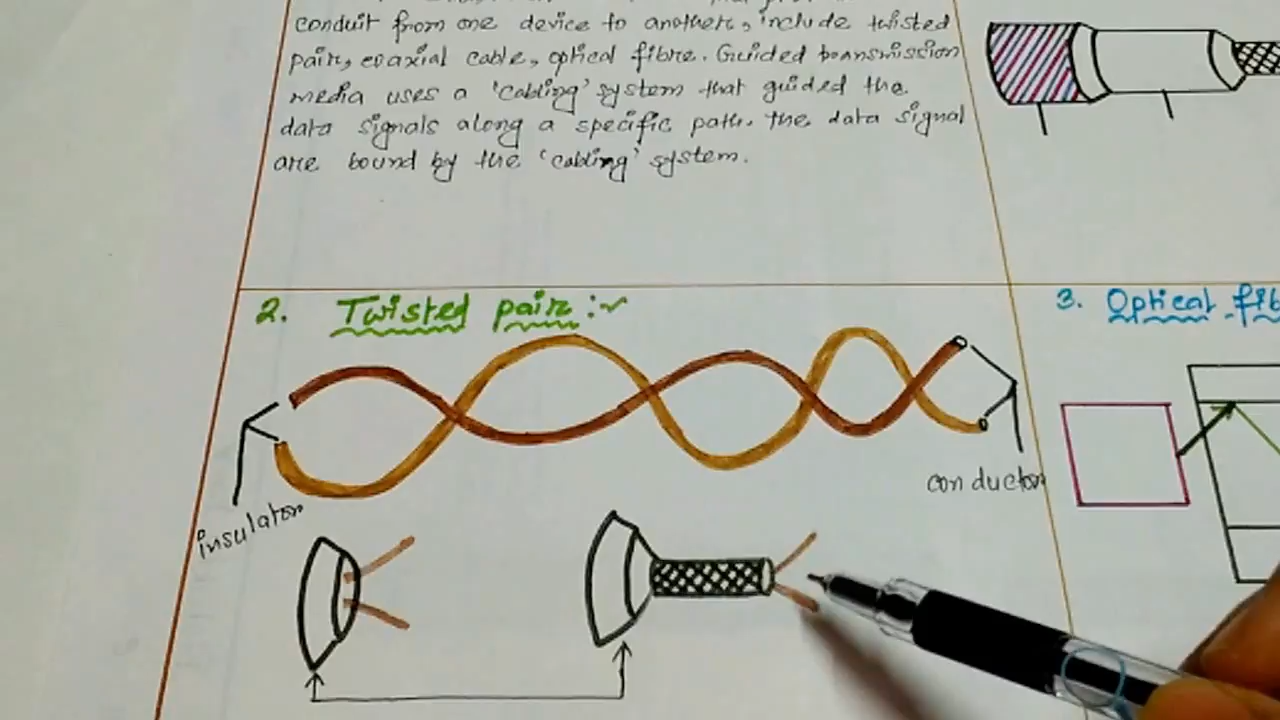 conduit from one device to another, include twisted
pair, coaxial cable, optical fibre. Guided transmission
media uses a 'cabling' system that guided the
data signals along a specific path. the data signal
are bound by the 'cabling' system.
2. Twisted pair :~
3. Optical fib
conductor
insulator